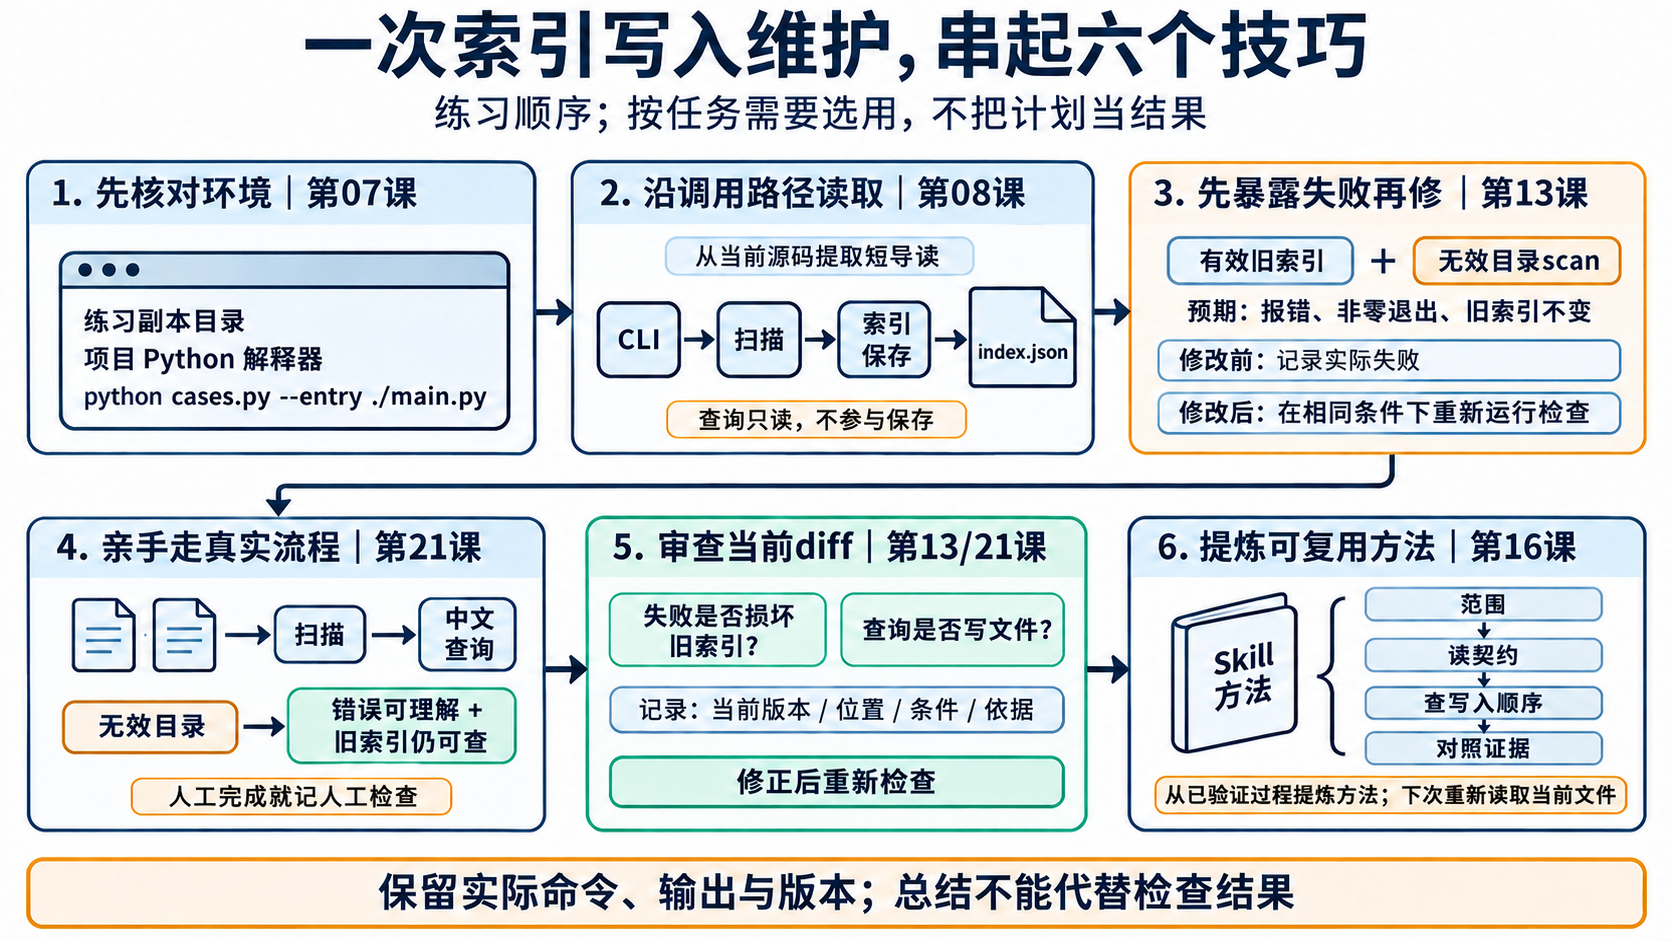 一次索引写入维护，串起六个技巧
练习顺序；按任务需要选用，不把计划当结果
1. 先核对环境｜第07课
练习副本目录
项目 Python 解释器
python cases.py --entry ./main.py
2. 沿调用路径读取｜第08课
从当前源码提取短导读
CLI
扫描
索引
保存
index.json
查询只读，不参与保存
3. 先暴露失败再修｜第13课
有效旧索引
+
无效目录scan
预期：报错、非零退出、旧索引不变
修改前：记录实际失败
修改后：在相同条件下重新运行检查
4. 亲手走真实流程｜第21课
扫描
中文
查询
无效目录
错误可理解 +
旧索引仍可查
人工完成就记人工检查
5. 审查当前diff｜第13/21课
失败是否损坏
旧索引？
查询是否写文件？
记录：当前版本 / 位置 / 条件 / 依据
修正后重新检查
6. 提炼可复用方法｜第16课
Skill
方法
范围
读契约
查写入顺序
对照证据
从已验证过程提炼方法；下次重新读取当前文件
保留实际命令、输出与版本；总结不能代替检查结果